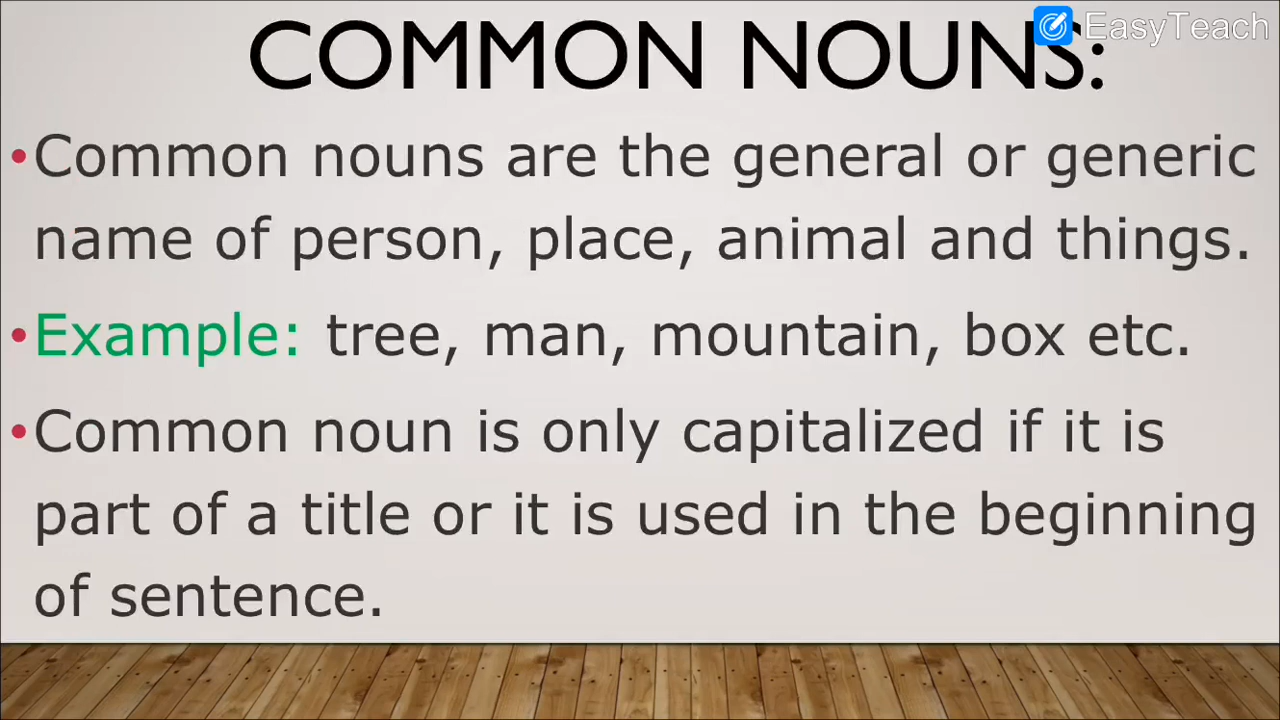 COMMON NOUNS:
EasyTeach
•Common nouns are the general or generic
name of person, place, animal and things.
•Example: tree, man, mountain, box etc.
•Common noun is only capitalized if it is
part of a title or it is used in the beginning
of sentence.